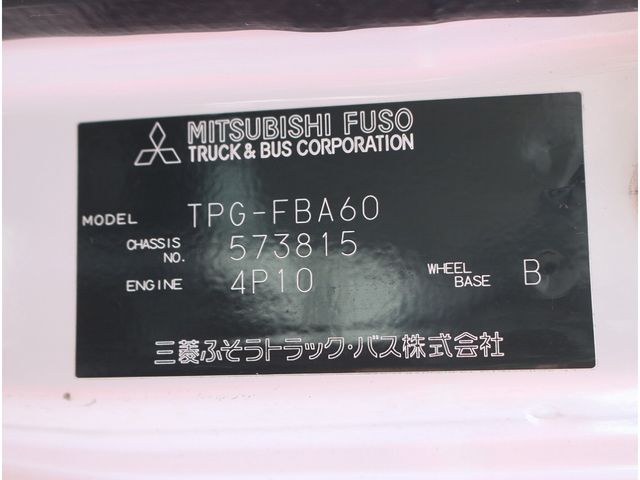 MITSUBISHI FUSO
TRUCK & BUS CORPORATION
MODEL TPG-FBA60
CHASSIS NO. 573815
ENGINE 4P10 WHEEL BASE B
三菱ふそうトラック・バス株式会社